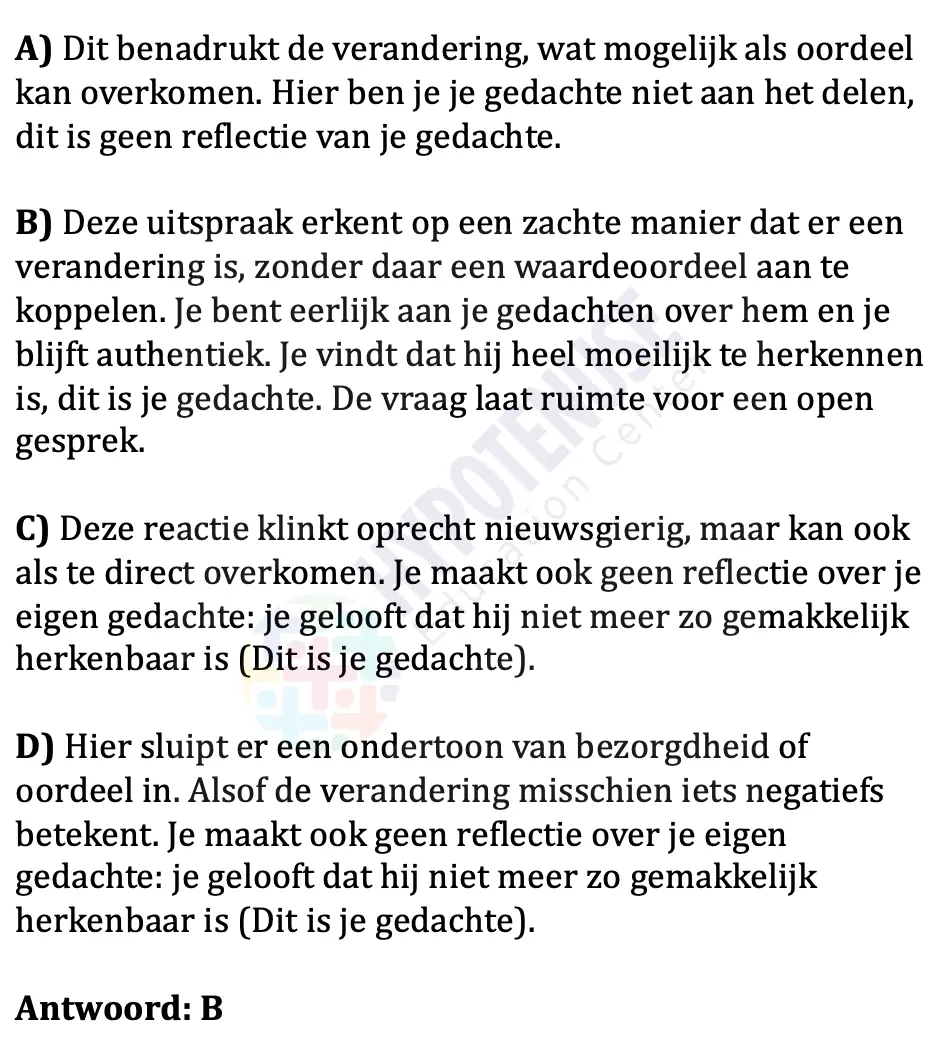 A) Dit benadrukt de verandering, wat mogelijk als oordeel
kan overkomen. Hier ben je je gedachte niet aan het delen,
dit is geen reflectie van je gedachte.
B) Deze uitspraak erkent op een zachte manier dat er een
verandering is, zonder daar een waardeoordeel aan te
koppelen. Je bent eerlijk aan je gedachten over hem en je
blijft authentiek. Je vindt dat hij heel moeilijk te herkennen
is, dit is je gedachte. De vraag laat ruimte voor een open
gesprek.
C) Deze reactie klinkt oprecht nieuwsgierig, maar kan ook
als te direct overkomen. Je maakt ook geen reflectie over je
eigen gedachte: je gelooft dat hij niet meer zo gemakkelijk
herkenbaar is (Dit is je gedachte).
D) Hier sluipt er een ondertoon van bezorgdheid of
oordeel in. Alsof de verandering misschien iets negatiefs
betekent. Je maakt ook geen reflectie over je eigen
gedachte: je gelooft dat hij niet meer zo gemakkelijk
herkenbaar is (Dit is je gedachte).
Antwoord: B
HYPOTENUSE
Education Center